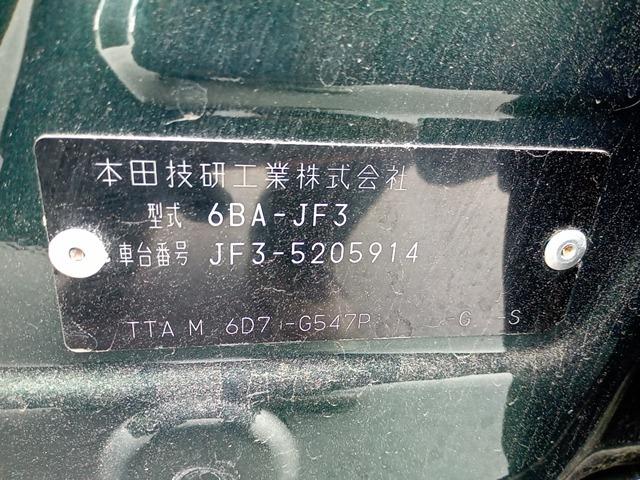 本田技研工業株式会社
型式 6BA-JF3
車台番号 JF3-5205914
TTA M 6D7 -G547P -G -S